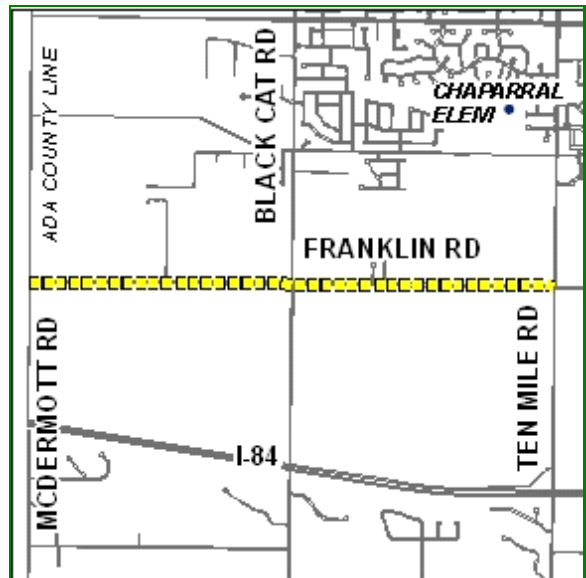 ADA COUNTY LINE
BLACK CAT RD
CHAPARRAL
ELEM
FRANKLIN RD
MCDERMOTT RD
TEN MILE RD
I-84